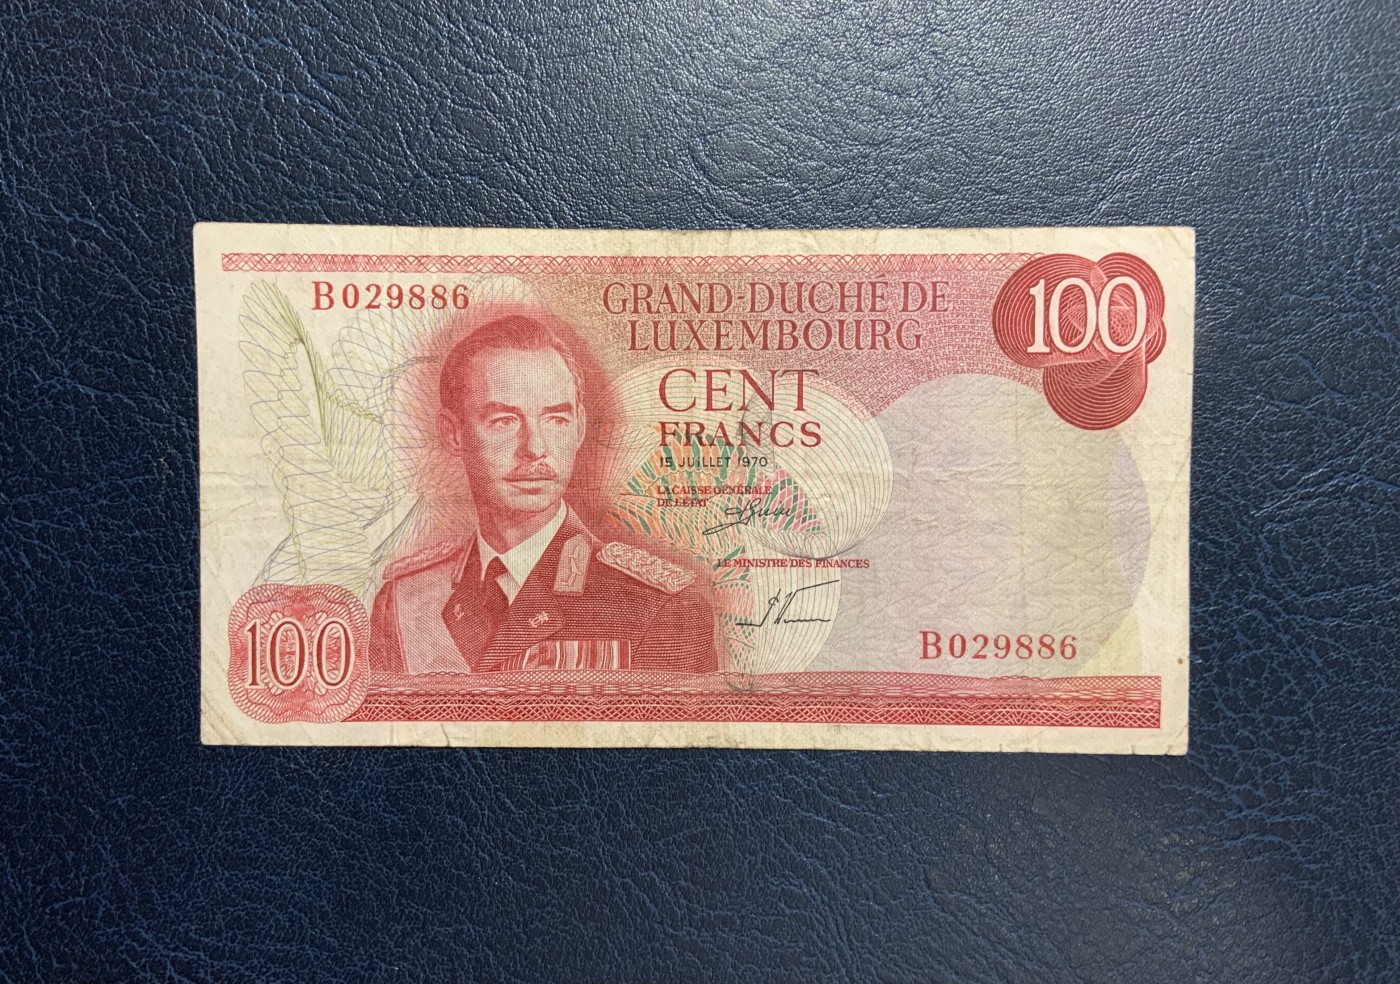 B029886
GRAND-DUCHÉ DE
LUXEMBOURG
100
CENT
FRANCS
15 JUILLET 1970
LA CAISSE GÉNÉRALE
DE L'ÉTAT
LE MINISTRE DES FINANCES
100
B029886